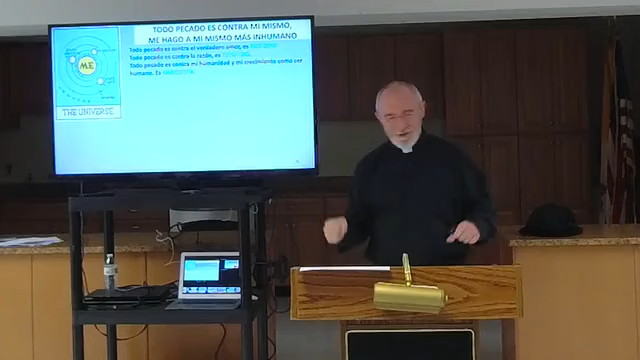 TODO PECADO ES CONTRA MI MISMO,
ME HAGO A MI MISMO MÁS INHUMANO
Todo pecado es contra el verdadero amor, es
Todo pecado es contra la razón, es
Todo pecado es contra mi humanidad y mi crecimiento como ser
humano. Es
ME
THE UNIVERSE